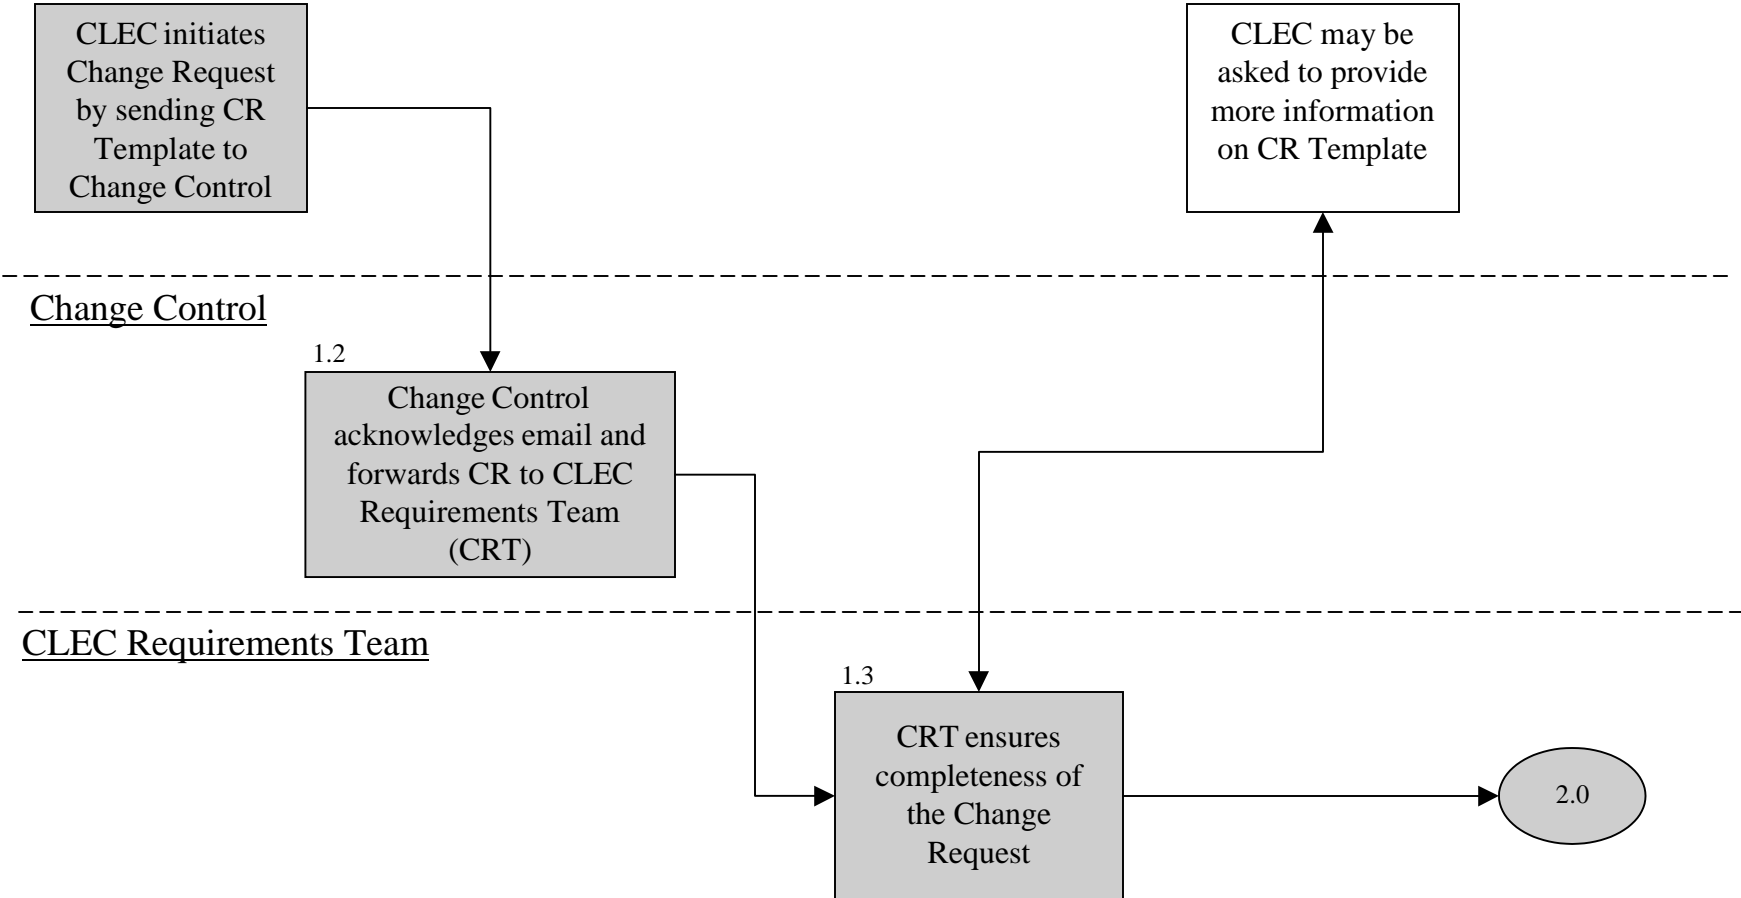 CLEC initiates
Change Request
by sending CR
Template to
Change Control
CLEC may be
asked to provide
more information
on CR Template
Change Control
1.2
Change Control
acknowledges email and
forwards CR to CLEC
Requirements Team
(CRT)
CLEC Requirements Team
1.3
CRT ensures
completeness of
the Change
Request
2.0